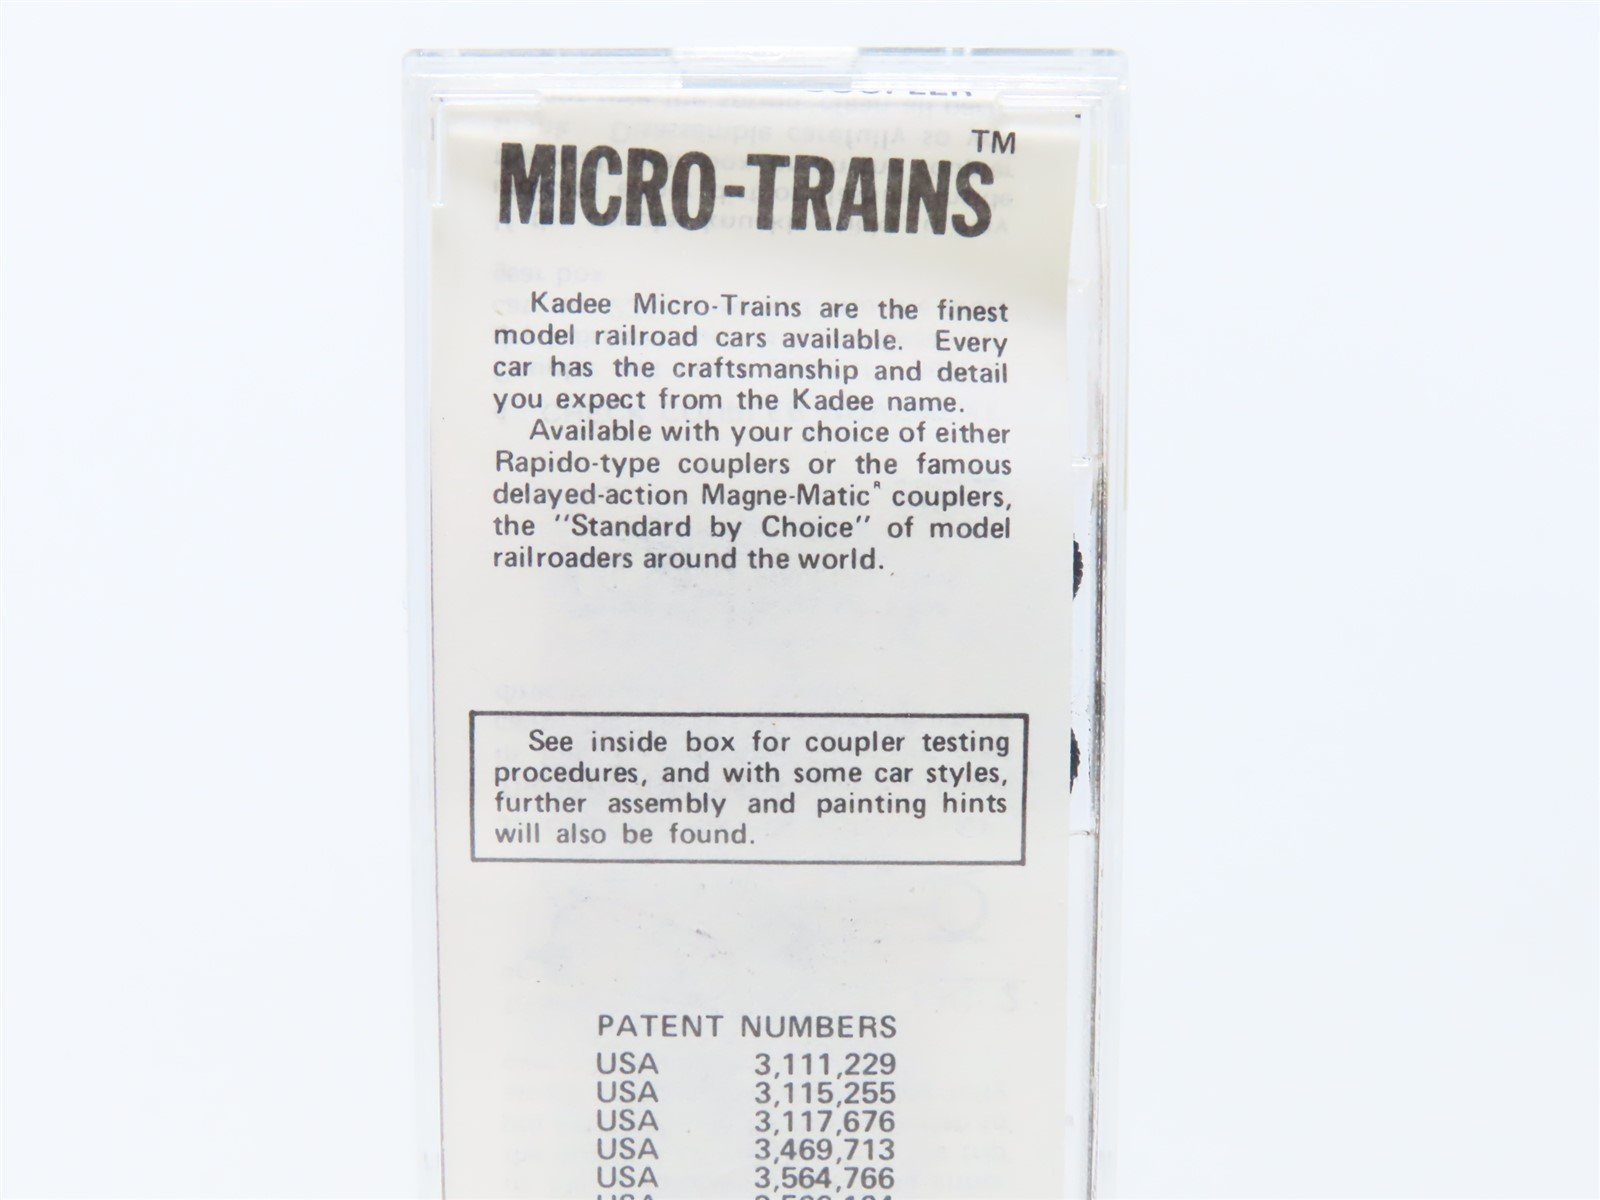 MICRO-TRAINS™
Kadee Micro-Trains are the finest
model railroad cars available. Every
car has the craftsmanship and detail
you expect from the Kadee name.
Available with your choice of either
Rapido-type couplers or the famous
delayed-action Magne-Matic® couplers,
the "Standard by Choice" of model
railroaders around the world.
See inside box for coupler testing
procedures, and with some car styles,
further assembly and painting hints
will also be found.
PATENT NUMBERS
USA 3,111,229
USA 3,115,255
USA 3,117,676
USA 3,469,713
USA 3,564,766
USA